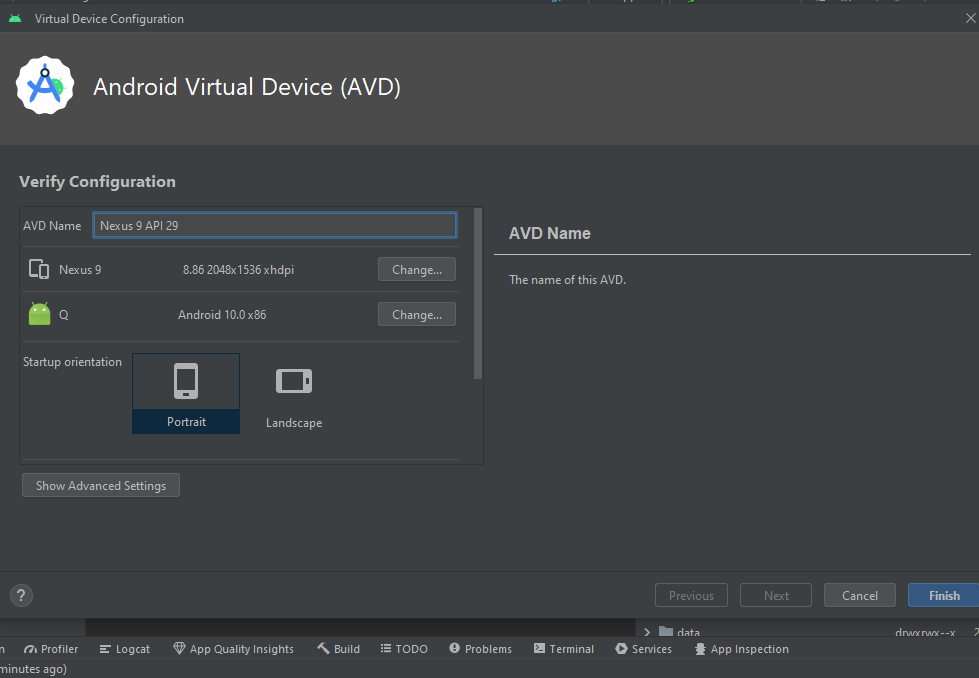 Virtual Device Configuration
Android Virtual Device (AVD)
Verify Configuration
AVD Name Nexus 9 API 29
Nexus 9 8.86 2048x1536 xhdpi Change...
Q Android 10.0 x86 Change...
Startup orientation
Portrait Landscape
Show Advanced Settings
AVD Name
The name of this AVD.
? Previous Next Cancel Finish
data drwxrwx--x
Profiler Logcat App Quality Insights Build TODO Problems Terminal Services App Inspection
minutes ago)